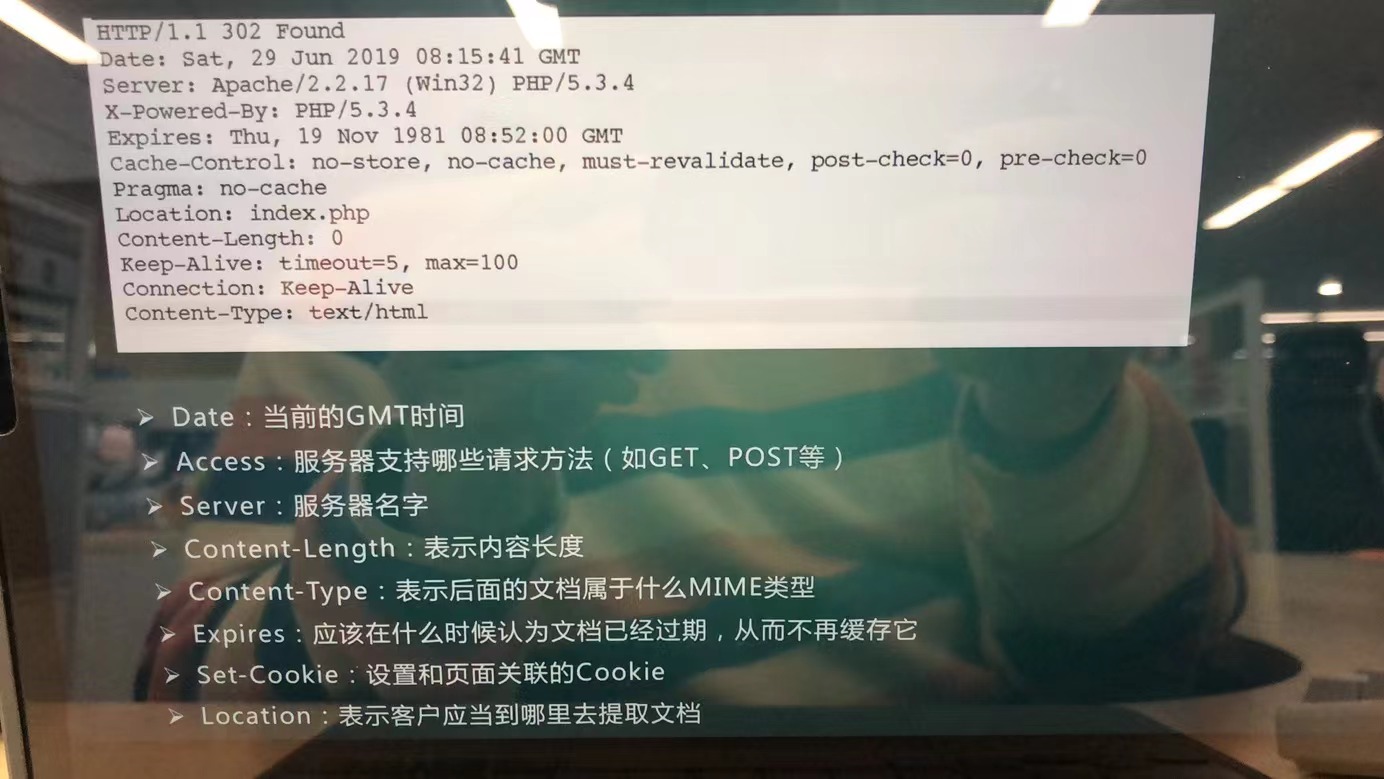 HTTP/1.1 302 Found
Date: Sat, 29 Jun 2019 08:15:41 GMT
Server: Apache/2.2.17 (Win32) PHP/5.3.4
X-Powered-By: PHP/5.3.4
Expires: Thu, 19 Nov 1981 08:52:00 GMT
Cache-Control: no-store, no-cache, must-revalidate, post-check=0, pre-check=0
Pragma: no-cache
Location: index.php
Content-Length: 0
Keep-Alive: timeout=5, max=100
Connection: Keep-Alive
Content-Type: text/html
➢ Date：当前的GMT时间
➢ Access：服务器支持哪些请求方法（如GET、POST等）
➢ Server：服务器名字
➢ Content-Length：表示内容长度
➢ Content-Type：表示后面的文档属于什么MIME类型
➢ Expires：应该在什么时候认为文档已经过期，从而不再缓存它
➢ Set-Cookie：设置和页面关联的Cookie
➢ Location：表示客户应当到哪里去提取文档